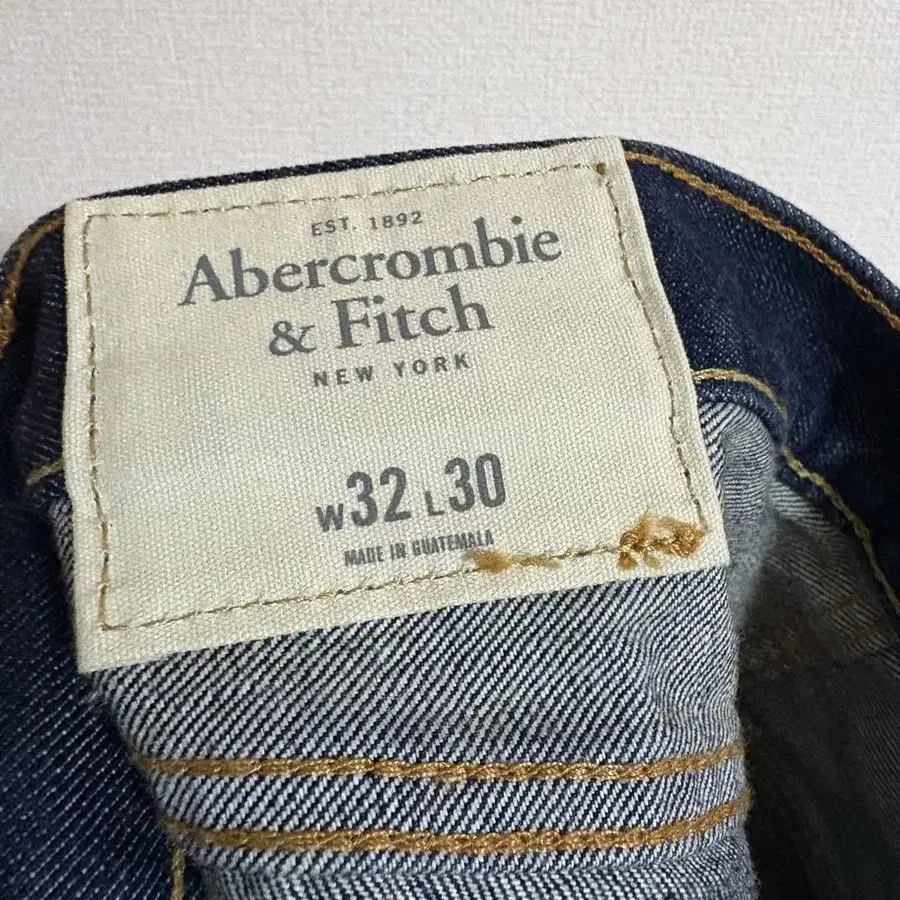 EST. 1892
Abercrombie
& Fitch
NEW YORK
W32 L30
MADE IN GUATEMALA